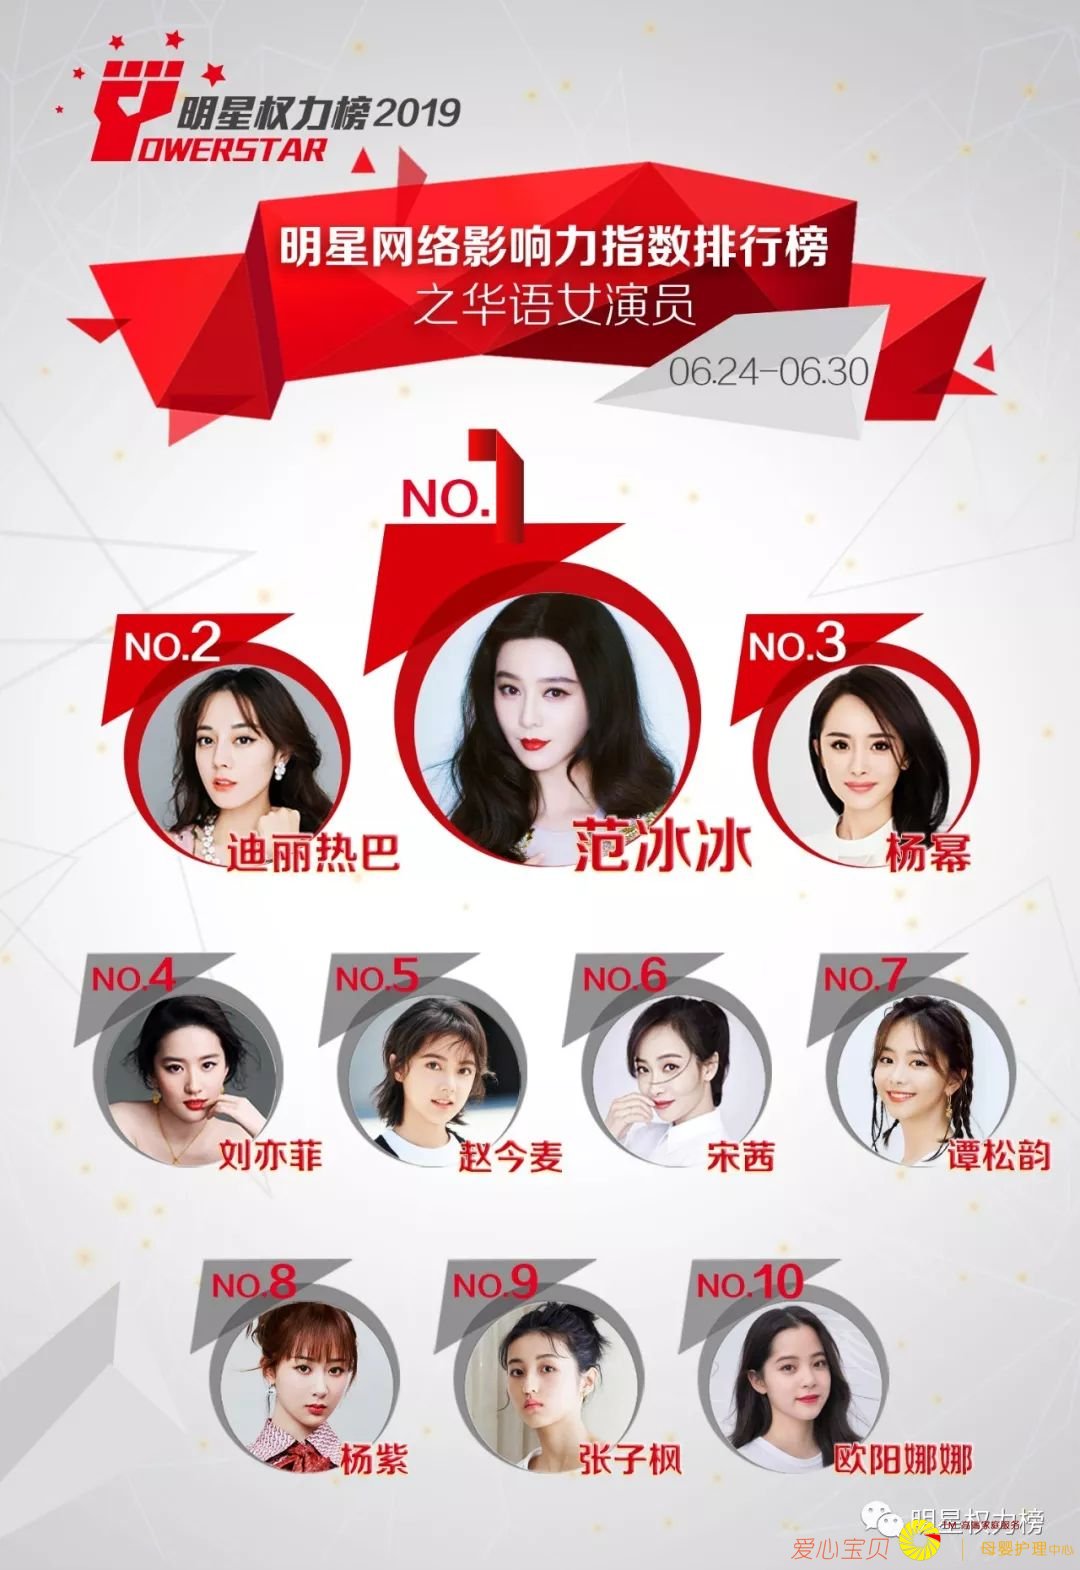 明星权力榜2019
POWERSTAR
明星网络影响力指数排行榜
之华语女演员
06.24-06.30
NO.1
范冰冰
NO.2
迪丽热巴
NO.3
杨幂
NO.4
刘亦菲
NO.5
赵今麦
NO.6
宋茜
NO.7
谭松韵
NO.8
杨紫
NO.9
张子枫
NO.10
欧阳娜娜
明星权力榜
爱心宝贝
母婴护理中心